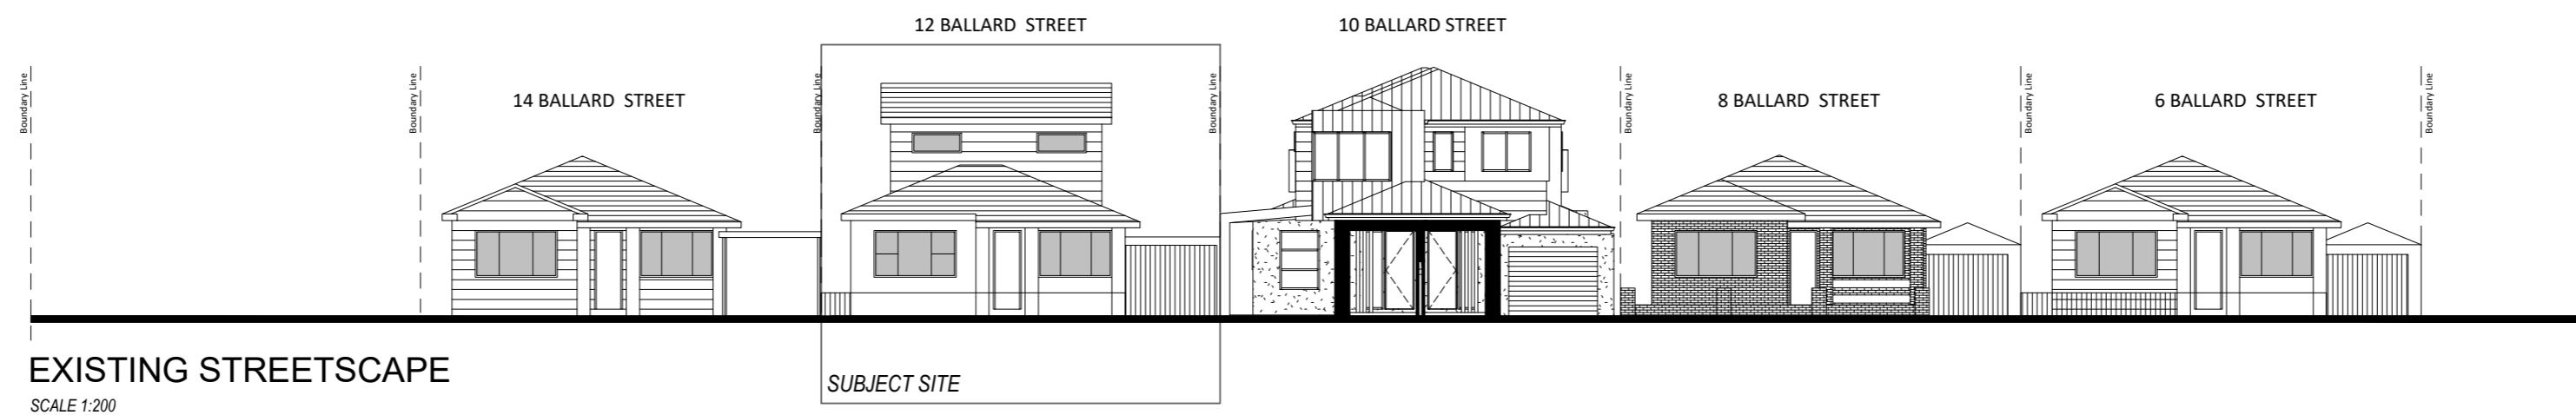 12 BALLARD STREET
10 BALLARD STREET
14 BALLARD STREET
8 BALLARD STREET
6 BALLARD STREET
Boundary Line
Boundary Line
Boundary Line
Boundary Line
Boundary Line
Boundary Line
Boundary Line
EXISTING STREETSCAPE
SCALE 1:200
SUBJECT SITE